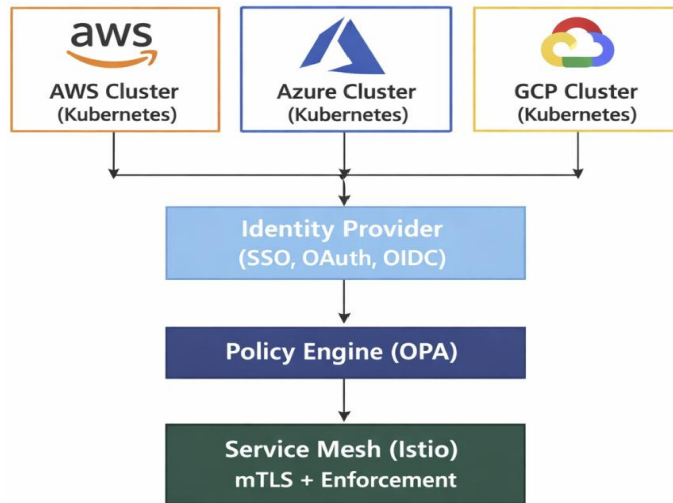 aws
AWS Cluster
(Kubernetes)
Azure Cluster
(Kubernetes)
GCP Cluster
(Kubernetes)
Identity Provider
(SSO, OAuth, OIDC)
Policy Engine (OPA)
Service Mesh (Istio)
mTLS + Enforcement